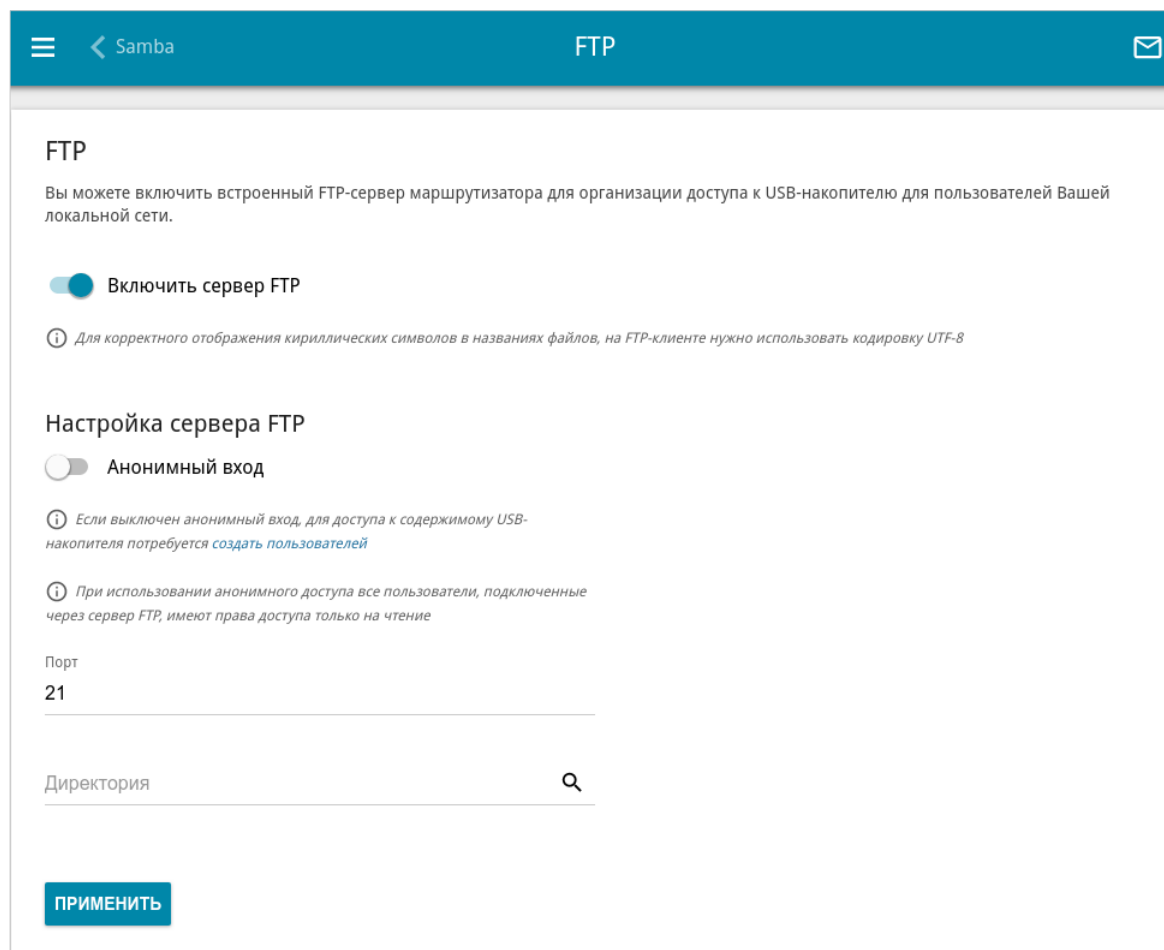 Samba
FTP
FTP
Вы можете включить встроенный FTP-сервер маршрутизатора для организации доступа к USB-накопителю для пользователей Вашей
локальной сети.
Включить сервер FTP
Для корректного отображения кириллических символов в названиях файлов, на FTP-клиенте нужно использовать кодировку UTF-8
Настройка сервера FTP
Анонимный вход
Если выключен анонимный вход, для доступа к содержимому USB-
накопителя потребуется создать пользователей
При использовании анонимного доступа все пользователи, подключенные
через сервер FTP, имеют права доступа только на чтение
Порт
21
Директория
ПРИМЕНИТЬ